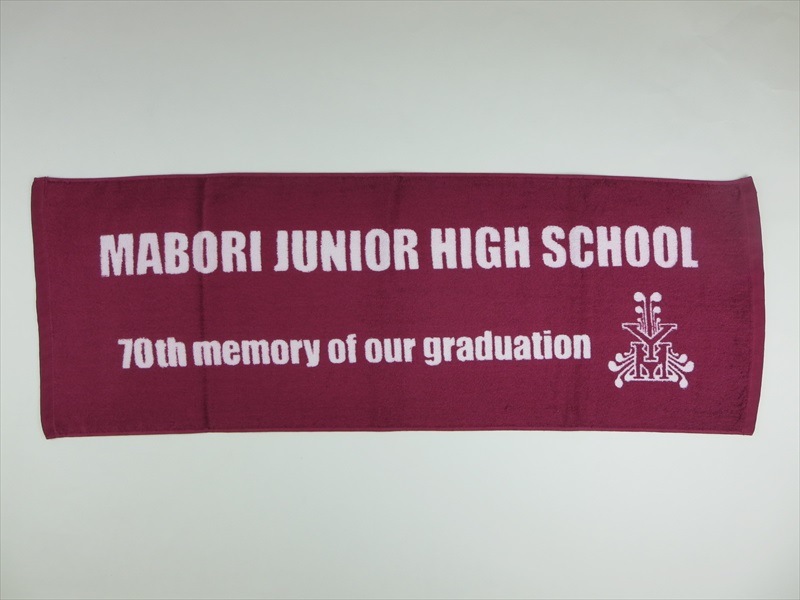 MABORI JUNIOR HIGH SCHOOL
70th memory of our graduation